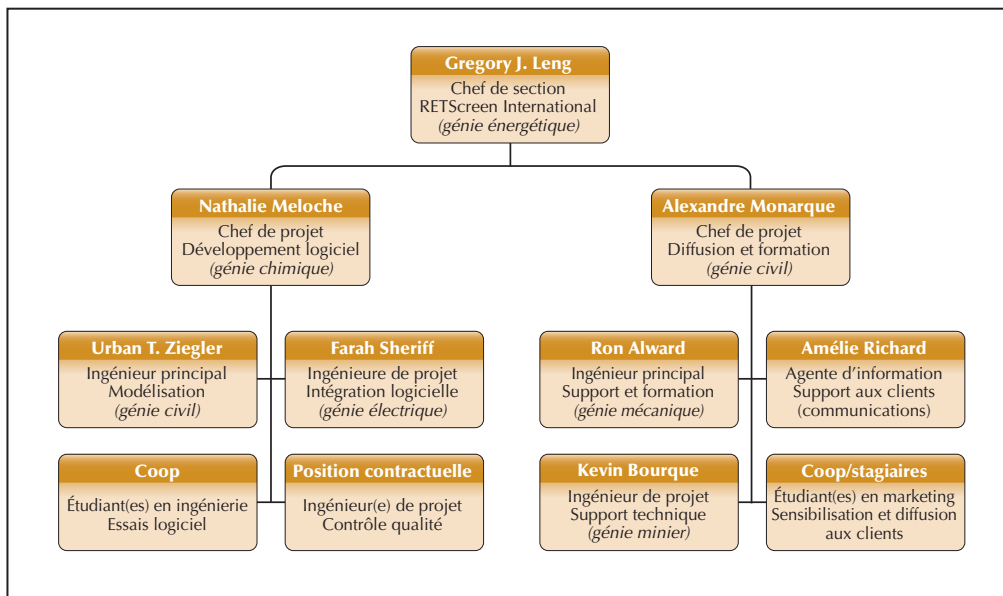 Gregory J. Leng
Chef de section
RETScreen International
(génie énergétique)
Nathalie Meloche
Chef de projet
Développement logiciel
(génie chimique)
Alexandre Monarque
Chef de projet
Diffusion et formation
(génie civil)
Urban T. Ziegler
Ingénieur principal
Modélisation
(génie civil)
Farah Sheriff
Ingénieure de projet
Intégration logicielle
(génie électrique)
Ron Alward
Ingénieur principal
Support et formation
(génie mécanique)
Amélie Richard
Agente d'information
Support aux clients
(communications)
Coop
Étudiant(es) en ingénierie
Essais logiciel
Position contractuelle
Ingénieur(e) de projet
Contrôle qualité
Kevin Bourque
Ingénieur de projet
Support technique
(génie minier)
Coop/stagiaires
Étudiant(es) en marketing
Sensibilisation et diffusion
aux clients